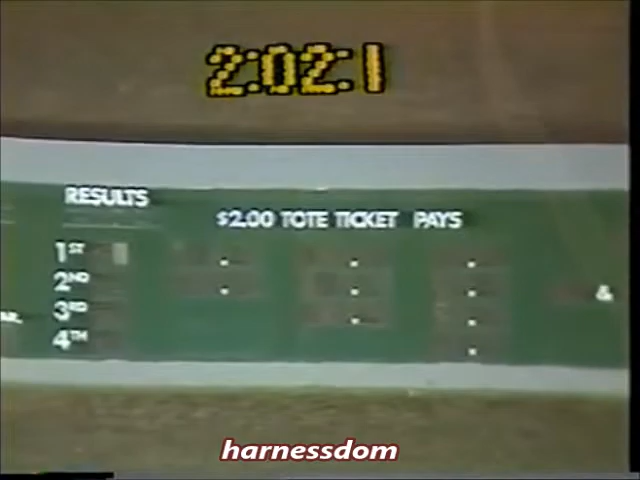 2:02:1
RESULTS
$2.00 TOTE TICKET PAYS
1ST
2ND
3RD
4TH
&
harnessdom